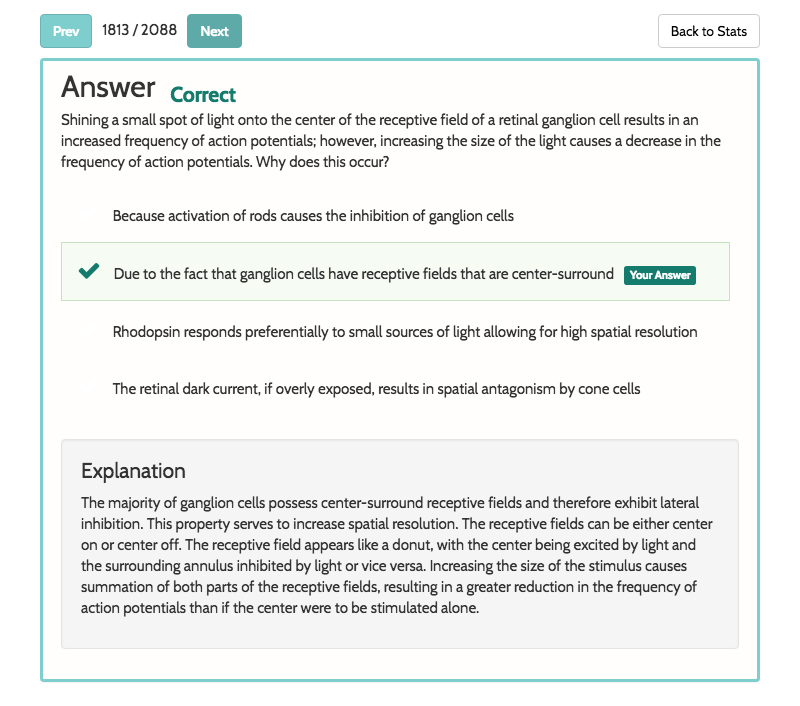 Prev 1813 / 2088 Next Back to Stats
Answer Correct
Shining a small spot of light onto the center of the receptive field of a retinal ganglion cell results in an
increased frequency of action potentials; however, increasing the size of the light causes a decrease in the
frequency of action potentials. Why does this occur?
Because activation of rods causes the inhibition of ganglion cells
Due to the fact that ganglion cells have receptive fields that are center-surround Your Answer
Rhodopsin responds preferentially to small sources of light allowing for high spatial resolution
The retinal dark current, if overly exposed, results in spatial antagonism by cone cells
Explanation
The majority of ganglion cells possess center-surround receptive fields and therefore exhibit lateral
inhibition. This property serves to increase spatial resolution. The receptive fields can be either center
on or center off. The receptive field appears like a donut, with the center being excited by light and
the surrounding annulus inhibited by light or vice versa. Increasing the size of the stimulus causes
summation of both parts of the receptive fields, resulting in a greater reduction in the frequency of
action potentials than if the center were to be stimulated alone.